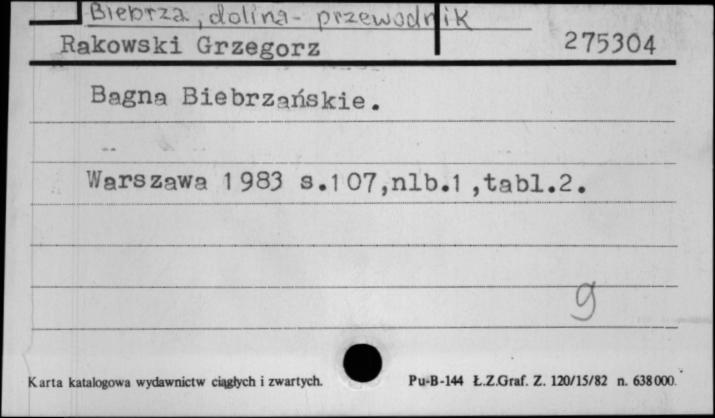 Biebrza, dolina - przewodnik
Rakowski Grzegorz 275304
Bagna Biebrzańskie.
Warszawa 1983 s.107,nlb.1,tabl.2.
g
Karta katalogowa wydawnictw ciągłych i zwartych. Pu-B-144 Ł.Z.Graf. Z. 120/15/82 n. 638000.